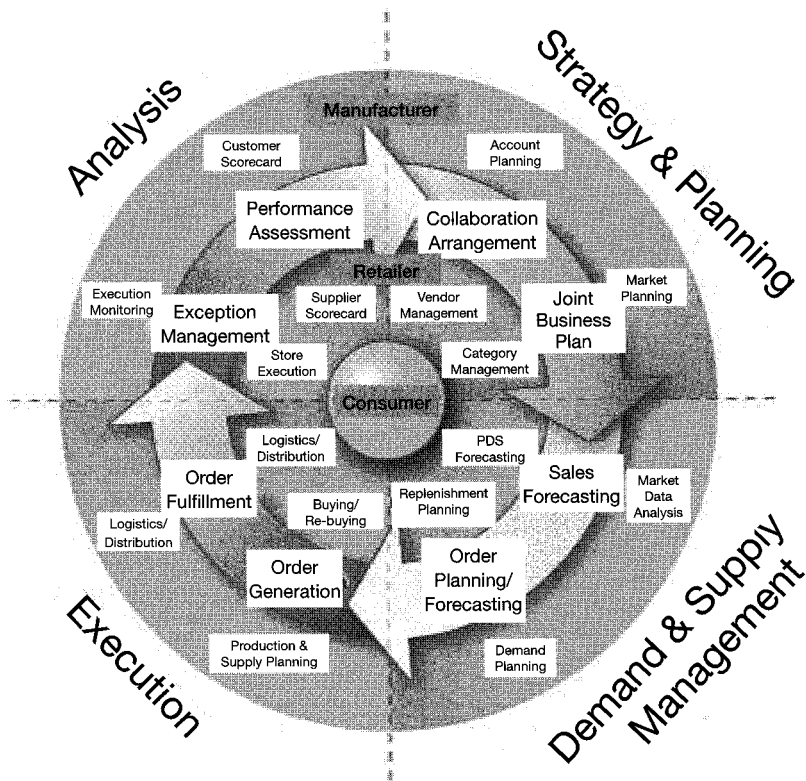 Analysis
Strategy & Planning
Manufacturer
Customer
Scorecard
Account
Planning
Performance
Assessment
Collaboration
Arrangement
Retailer
Execution
Monitoring
Exception
Management
Supplier
Scorecard
Vendor
Management
Joint
Business
Plan
Market
Planning
Store
Execution
Category
Management
Consumer
Logistics/
Distribution
PDS
Forecasting
Order
Fulfillment
Sales
Forecasting
Market
Data
Analysis
Logistics/
Distribution
Buying/
Re-buying
Replenishment
Planning
Order
Generation
Order
Planning/
Forecasting
Production &
Supply Planning
Demand
Planning
Execution
Demand & Supply
Management